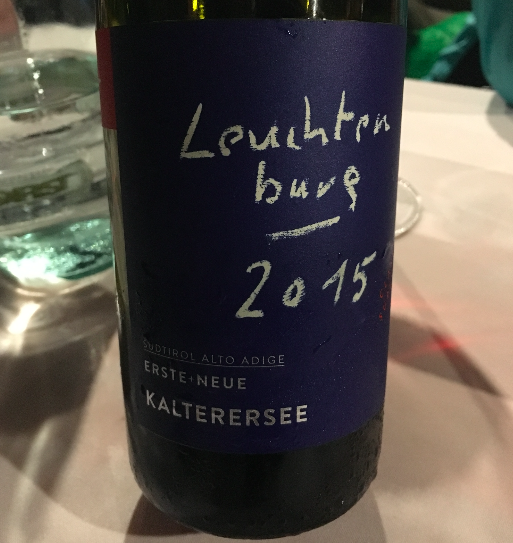 Leuchten
burg
2015
SÜDTIROL ALTO ADIGE
ERSTE+NEUE
KALTERERSEE